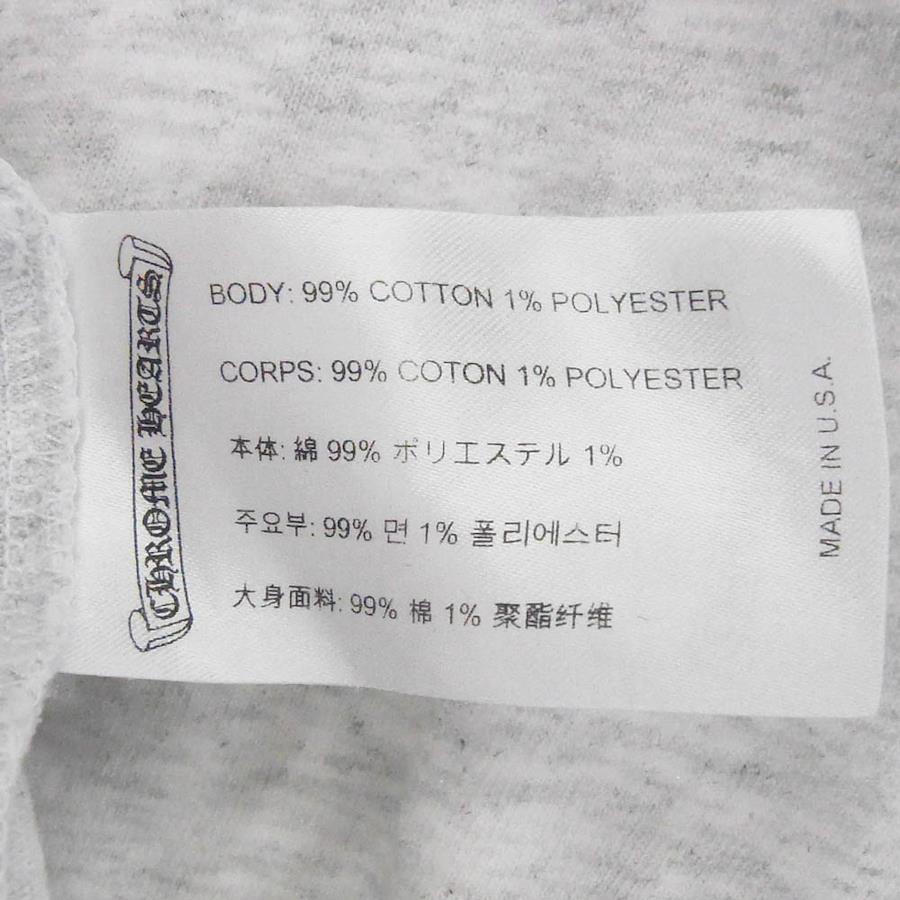 CHROME HEARTS
BODY: 99% COTTON 1% POLYESTER
CORPS: 99% COTON 1% POLYESTER
本体: 綿 99% ポリエステル 1%
주요부: 99% 면 1% 폴리에스터
大身面料: 99% 棉 1% 聚酯纤维
MADE IN U.S.A.